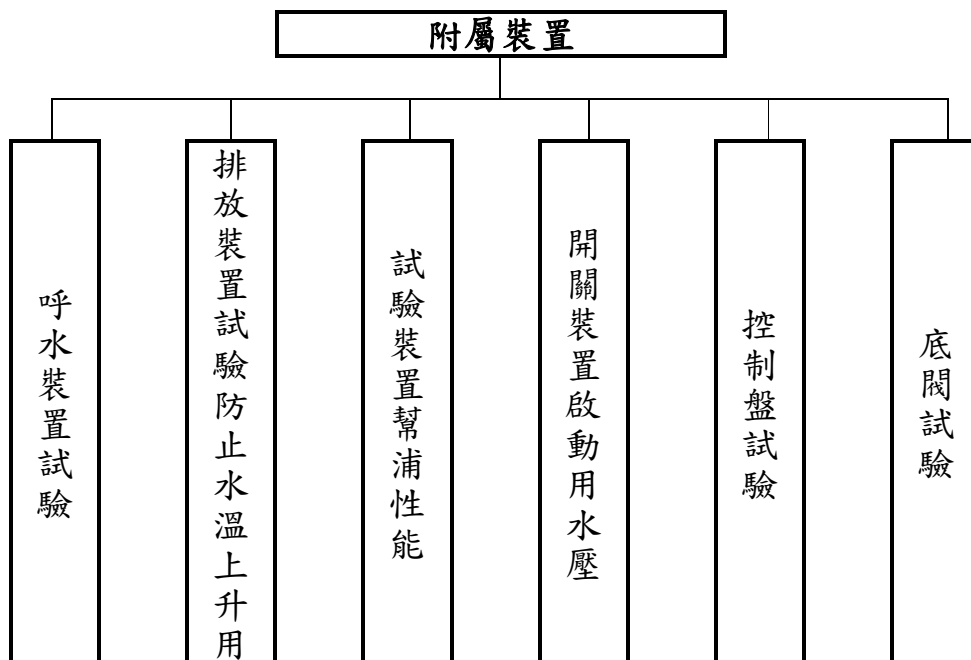 附屬裝置
呼水裝置試驗
排放裝置試驗防止水溫上升用
試驗裝置幫浦性能
開關裝置啟動用水壓
控制盤試驗
底閥試驗